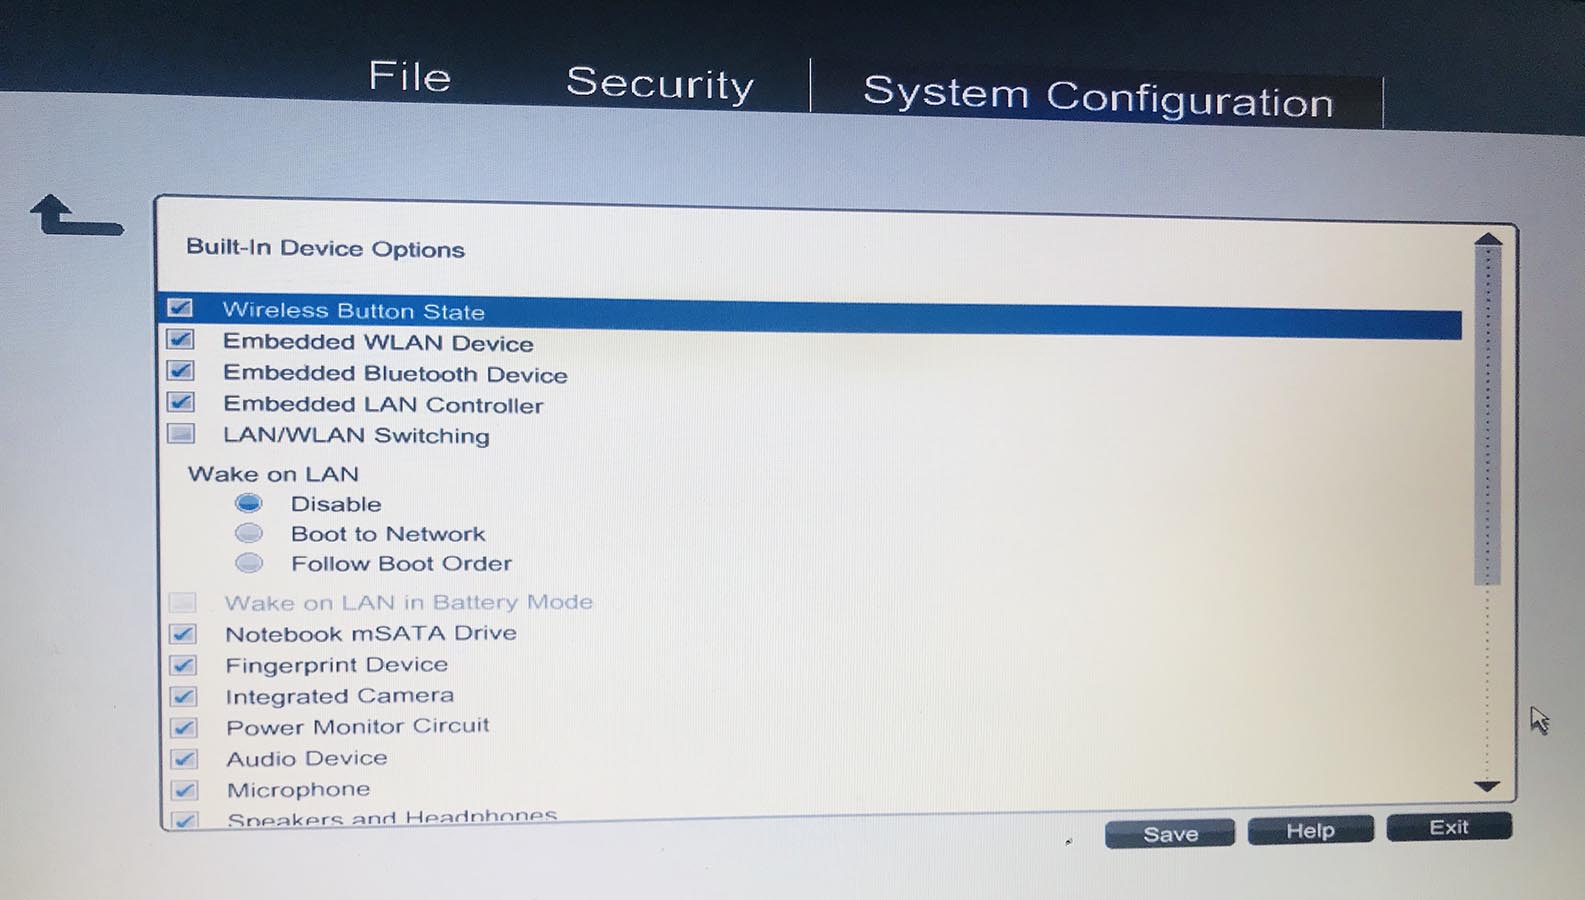 File Security System Configuration
Built-In Device Options
Wireless Button State
Embedded WLAN Device
Embedded Bluetooth Device
Embedded LAN Controller
LAN/WLAN Switching
Wake on LAN
Disable
Boot to Network
Follow Boot Order
Wake on LAN in Battery Mode
Notebook mSATA Drive
Fingerprint Device
Integrated Camera
Power Monitor Circuit
Audio Device
Microphone
Speakers and Headphones
Save Help Exit